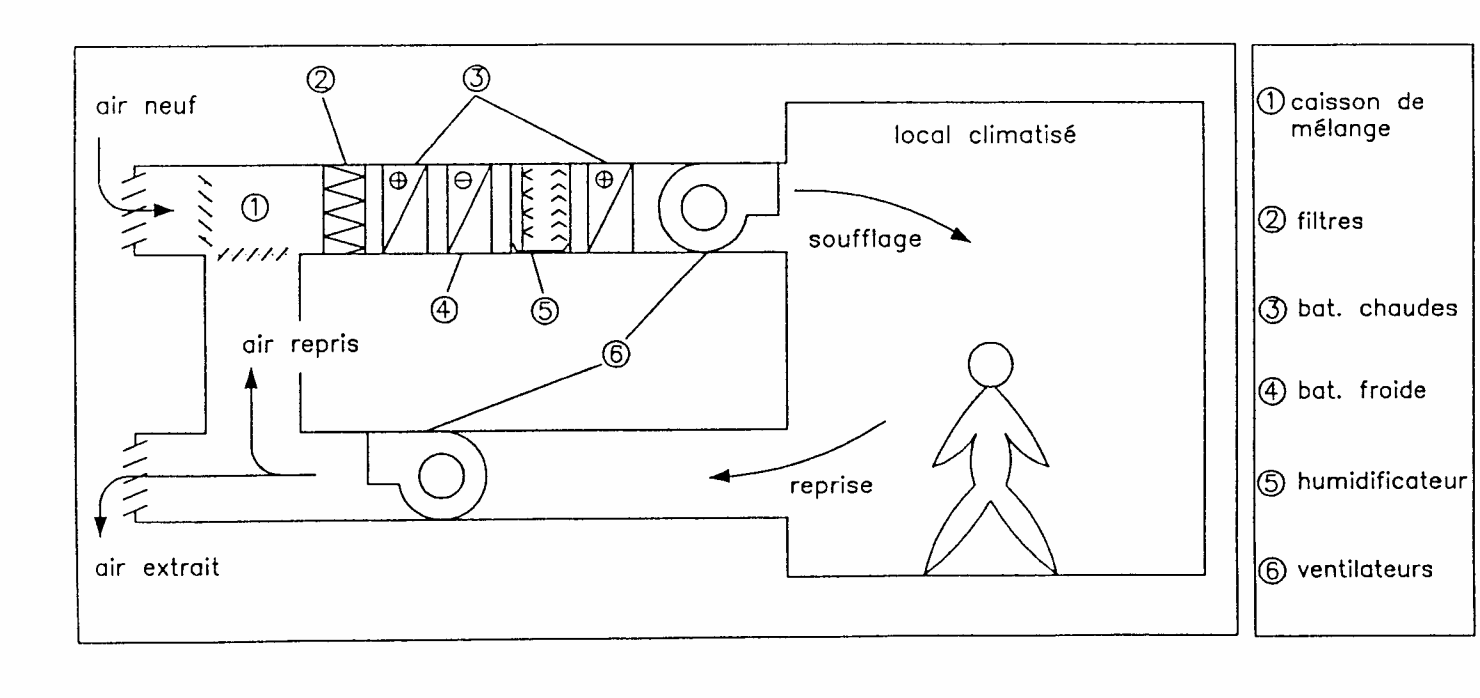 ② ③
air neuf
local climatisé
⊕ ⊖ ⊕
①
soufflage
④ ⑤
air repris
⑥
reprise
air extrait
① caisson de
mélange
② filtres
③ bat. chaudes
④ bat. froide
⑤ humidificateur
⑥ ventilateurs